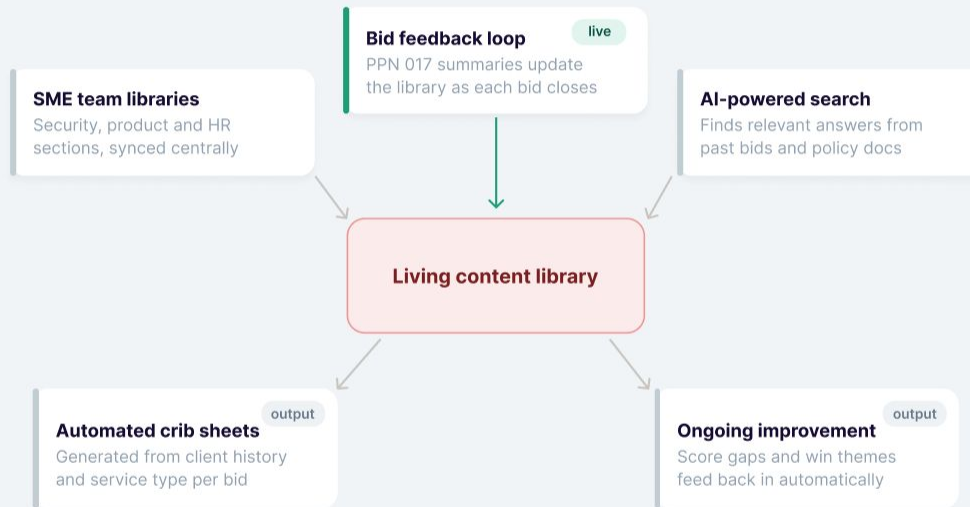 Bid feedback loop
live
PPN 017 summaries update
the library as each bid closes
SME team libraries
Security, product and HR
sections, synced centrally
AI-powered search
Finds relevant answers from
past bids and policy docs
Living content library
output
Automated crib sheets
Generated from client history
and service type per bid
output
Ongoing improvement
Score gaps and win themes
feed back in automatically